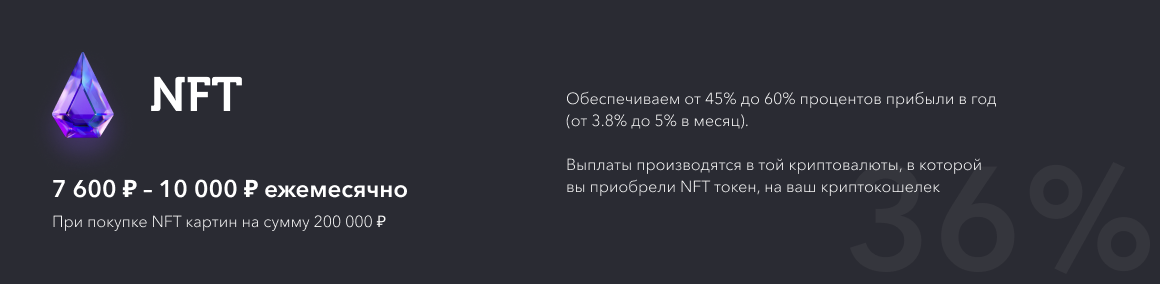 NFT
7 600 ₽ – 10 000 ₽ ежемесячно
При покупке NFT картин на сумму 200 000 ₽
Обеспечиваем от 45% до 60% процентов прибыли в год
(от 3.8% до 5% в месяц).
Выплаты производятся в той криптовалюты, в которой
вы приобрели NFT токен, на ваш криптокошелек
36%